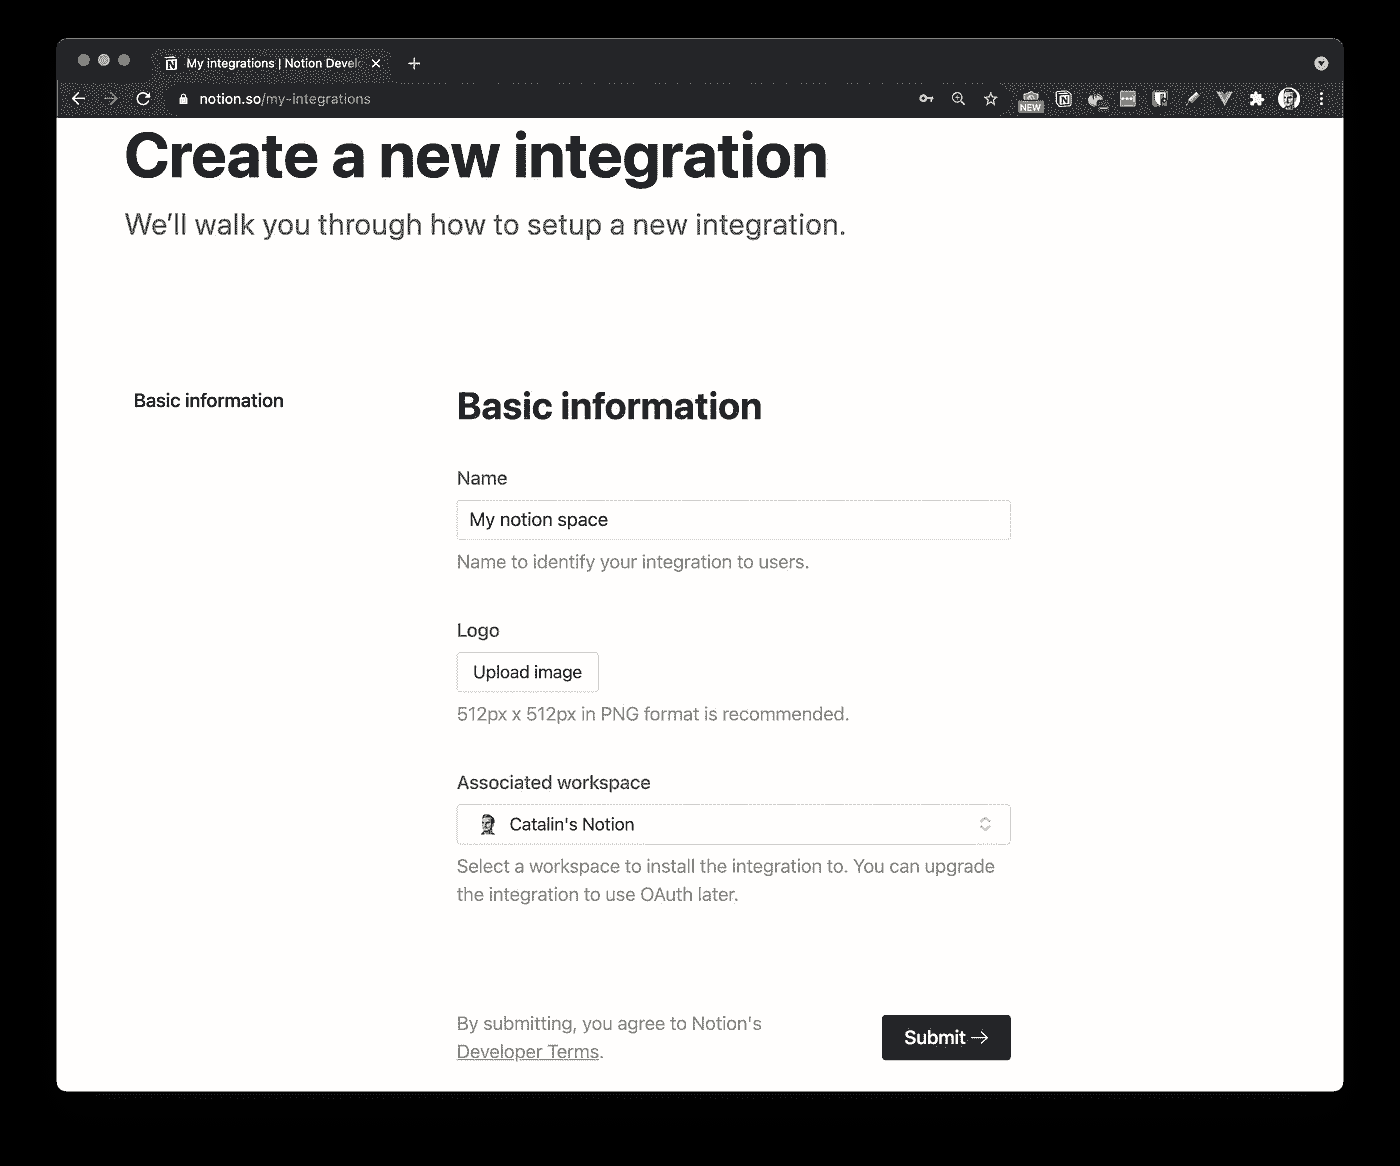 My integrations | Notion Devel
notion.so/my-integrations
NEW
Create a new integration
We'll walk you through how to setup a new integration.
Basic information
Basic information
Name
My notion space
Name to identify your integration to users.
Logo
Upload image
512px x 512px in PNG format is recommended.
Associated workspace
Catalin's Notion
Select a workspace to install the integration to. You can upgrade
the integration to use OAuth later.
By submitting, you agree to Notion's
Developer Terms.
Submit →